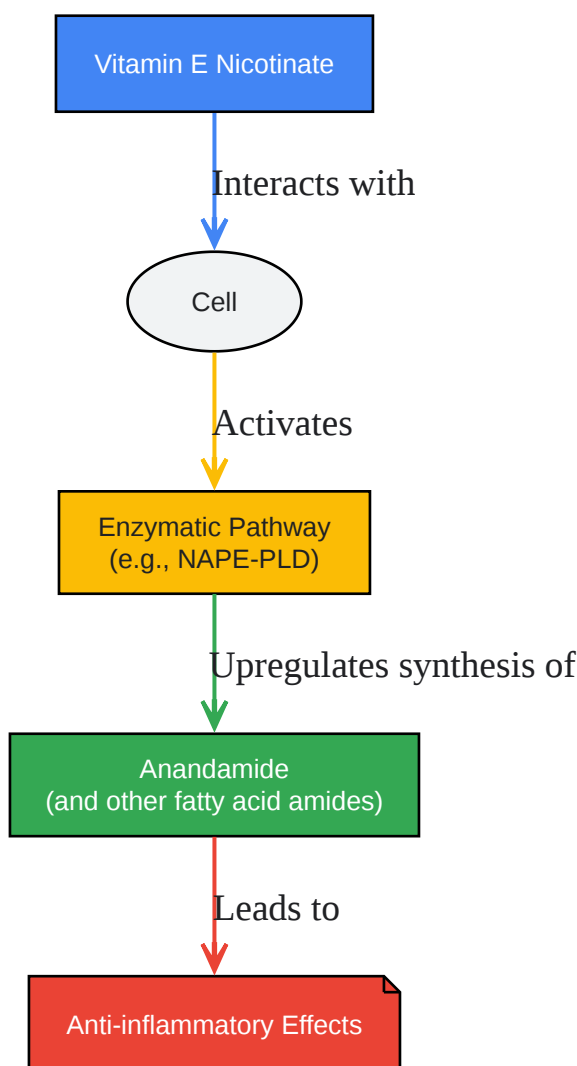 Vitamin E Nicotinate
Interacts with
Cell
Activates
Enzymatic Pathway
(e.g., NAPE-PLD)
Upregulates synthesis of
Anandamide
(and other fatty acid amides)
Leads to
Anti-inflammatory Effects